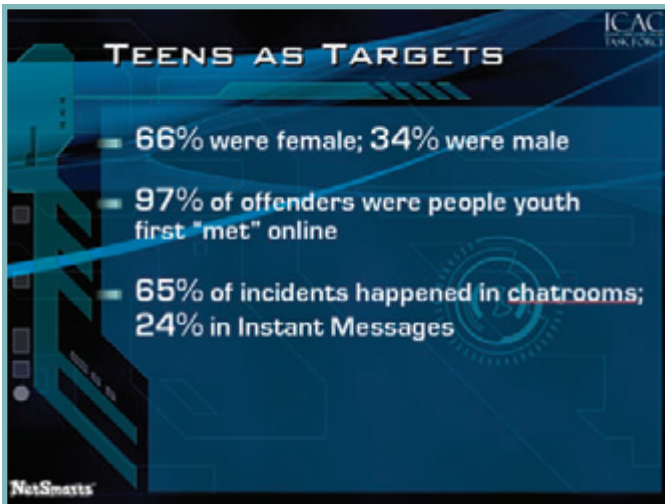 ICAC
TASK FORCE
TEENS AS TARGETS
66% were female; 34% were male
97% of offenders were people youth
first "met" online
65% of incidents happened in chatrooms;
24% in Instant Messages
NetSmartz